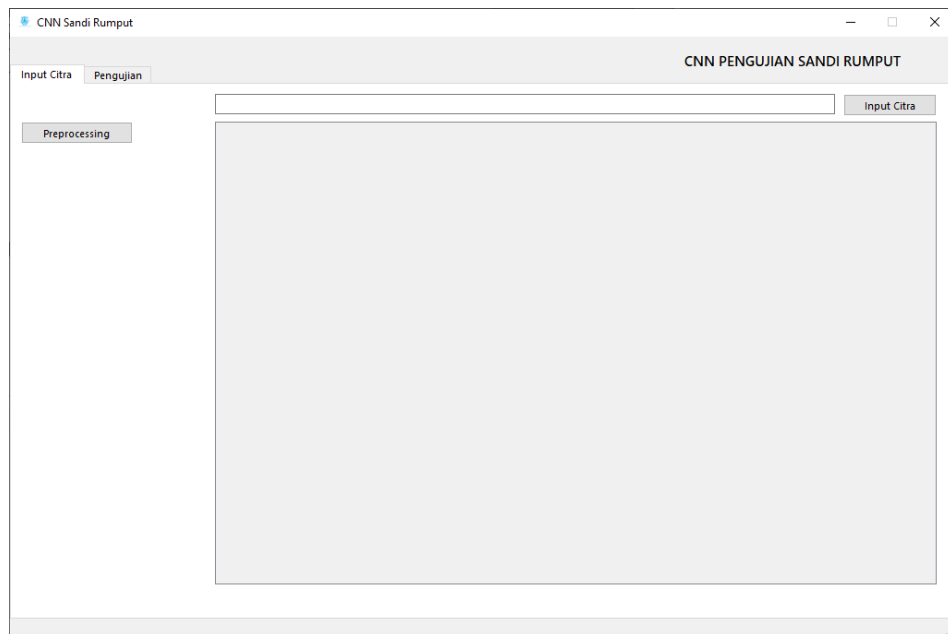 CNN Sandi Rumput
CNN PENGUJIAN SANDI RUMPUT
Input Citra
Pengujian
Input Citra
Preprocessing